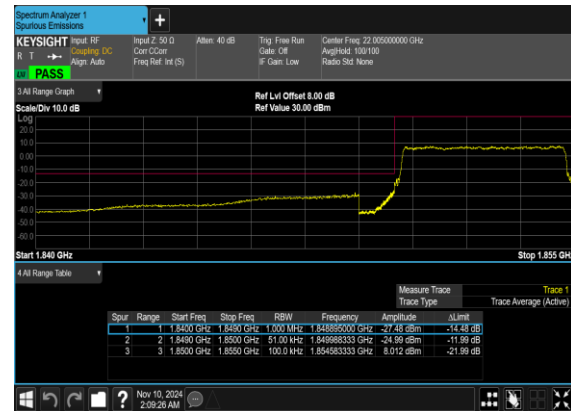 Spectrum Analyzer 1
Spurious Emissions
KEYSIGHT Input: RF Input Z: 50 Ω Atten: 40 dB Trig: Free Run Center Freq: 22.005000000 GHz
R T Coupling: DC Corr CCorr Gate: Off Avg|Hold: 100/100
Align: Auto Freq Ref: Int (S) IF Gain: Low Radio Std: None
PASS
3 All Range Graph
Ref Lvl Offset 8.00 dB
Scale/Div 10.0 dB Ref Value 30.00 dBm
Log
20.0
10.0
0.00
-10.0
-20.0
-30.0
-40.0
-50.0
-60.0
Start 1.840 GHz Stop 1.855 GH
4 All Range Table
Measure Trace Trace 1
Trace Type Trace Average (Active)
Spur Range Start Freq Stop Freq RBW Frequency Amplitude ΔLimit
1 1 1.8400 GHz 1.8490 GHz 1.000 MHz 1.848895000 GHz -27.48 dBm -14.48 dB
2 2 1.8490 GHz 1.8500 GHz 51.00 kHz 1.849988333 GHz -24.99 dBm -11.99 dB
3 3 1.8500 GHz 1.8550 GHz 100.0 kHz 1.854583333 GHz 8.012 dBm -21.99 dB
Nov 10, 2024
2:09:26 AM